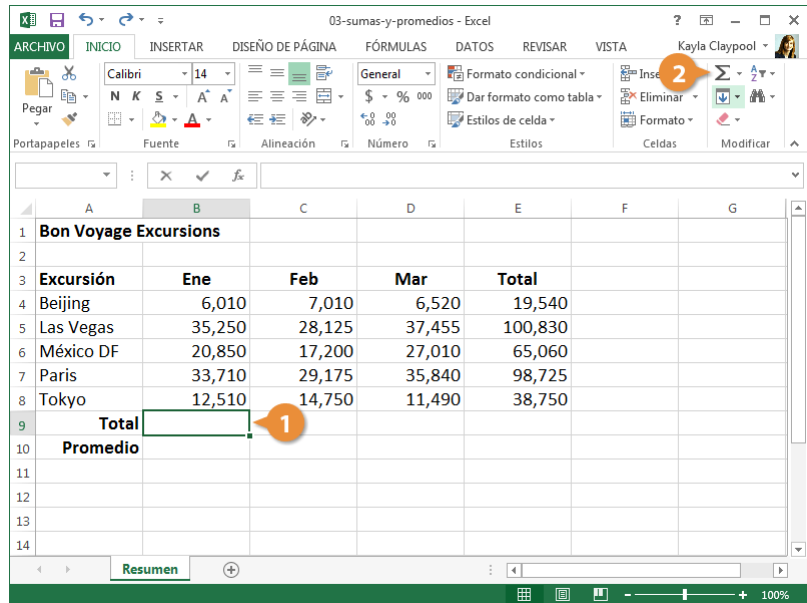 03-sumas-y-promedios - Excel
ARCHIVO INICIO INSERTAR DISEÑO DE PÁGINA FÓRMULAS DATOS REVISAR VISTA Kayla Claypool
Pegar
Calibri 14
N K S A A A
General
$ % 000
Formato condicional
Dar formato como tabla
Estilos de celda
Inse
Eliminar
Formato
2
Σ
Portapapeles Fuente Alineación Número Estilos Celdas Modificar
fx
A B C D E F G
1 Bon Voyage Excursions
2
3 Excursión Ene Feb Mar Total
4 Beijing 6,010 7,010 6,520 19,540
5 Las Vegas 35,250 28,125 37,455 100,830
6 México DF 20,850 17,200 27,010 65,060
7 Paris 33,710 29,175 35,840 98,725
8 Tokyo 12,510 14,750 11,490 38,750
9 Total 1
10 Promedio
11
12
13
14
Resumen
100%